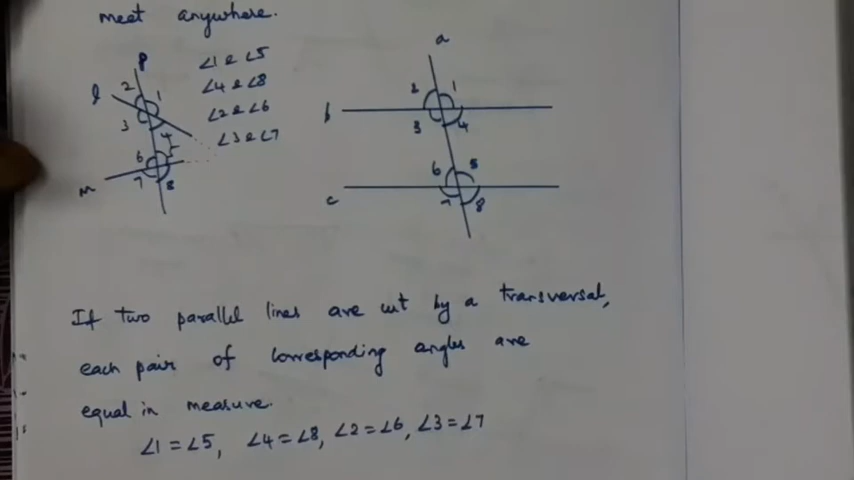 meet anywhere.
∠1 & ∠5
∠4 & ∠8
∠2 & ∠6
∠3 & ∠7
p
l
2 1
3 4
6 5
7 8
m
a
b
2 1
3 4
6 5
c
7 8
If two parallel lines are cut by a transversal,
each pair of corresponding angles are
equal in measure.
∠1 = ∠5, ∠4 = ∠8, ∠2 = ∠6, ∠3 = ∠7